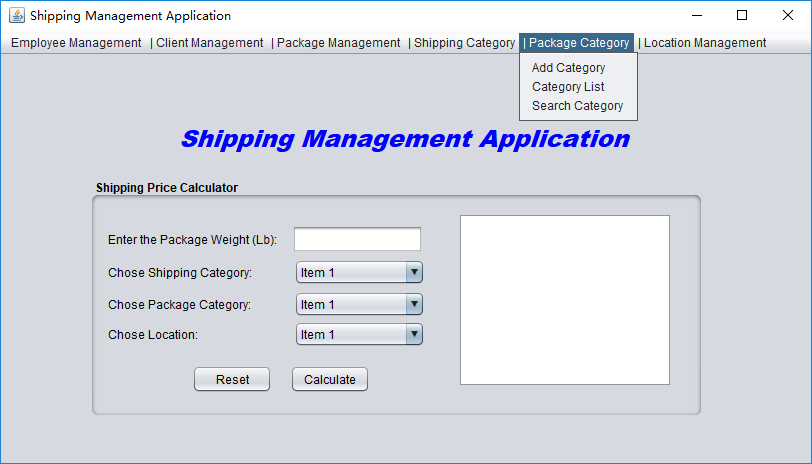 Shipping Management Application
Employee Management | Client Management | Package Management | Shipping Category | Package Category | Location Management
Add Category
Category List
Search Category
Shipping Management Application
Shipping Price Calculator
Enter the Package Weight (Lb):
Chose Shipping Category: Item 1
Chose Package Category: Item 1
Chose Location: Item 1
Reset Calculate